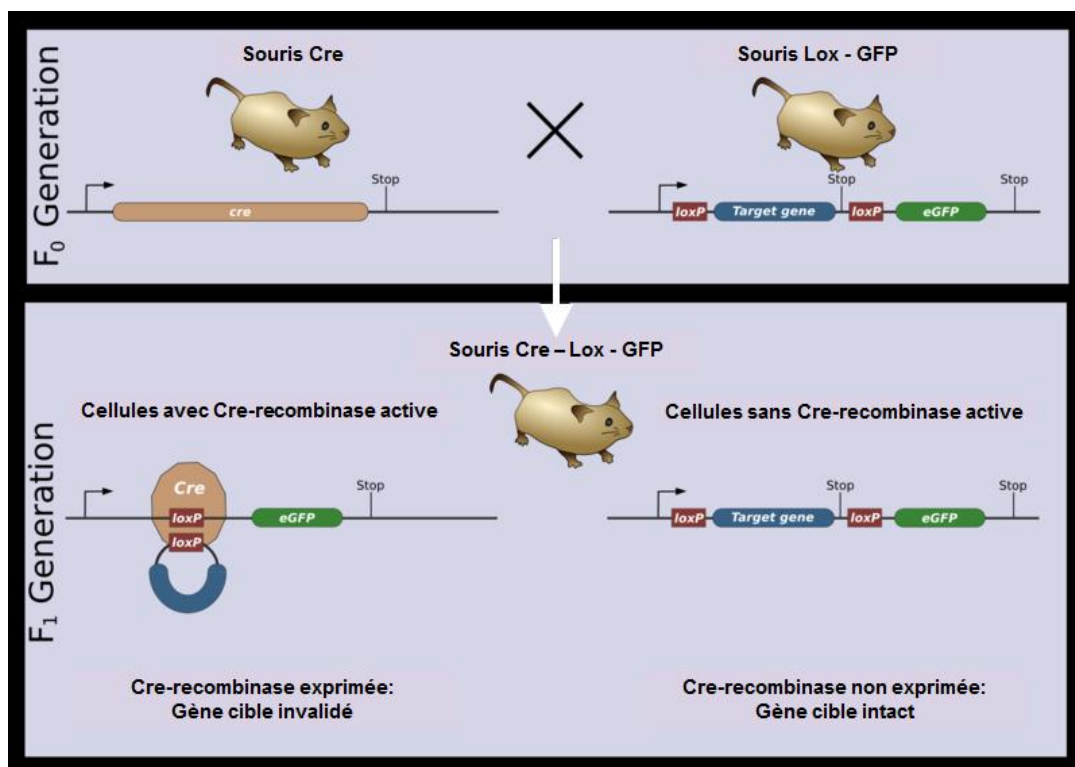 F0 Generation
Souris Cre
Souris Lox - GFP
Stop
cre
Stop
Stop
loxP
Target gene
loxP
eGFP
F1 Generation
Souris Cre – Lox - GFP
Cellules avec Cre-recombinase active
Cellules sans Cre-recombinase active
Cre
Stop
loxP
eGFP
loxP
Stop
Stop
loxP
Target gene
loxP
eGFP
Cre-recombinase exprimée:
Gène cible invalidé
Cre-recombinase non exprimée:
Gène cible intact